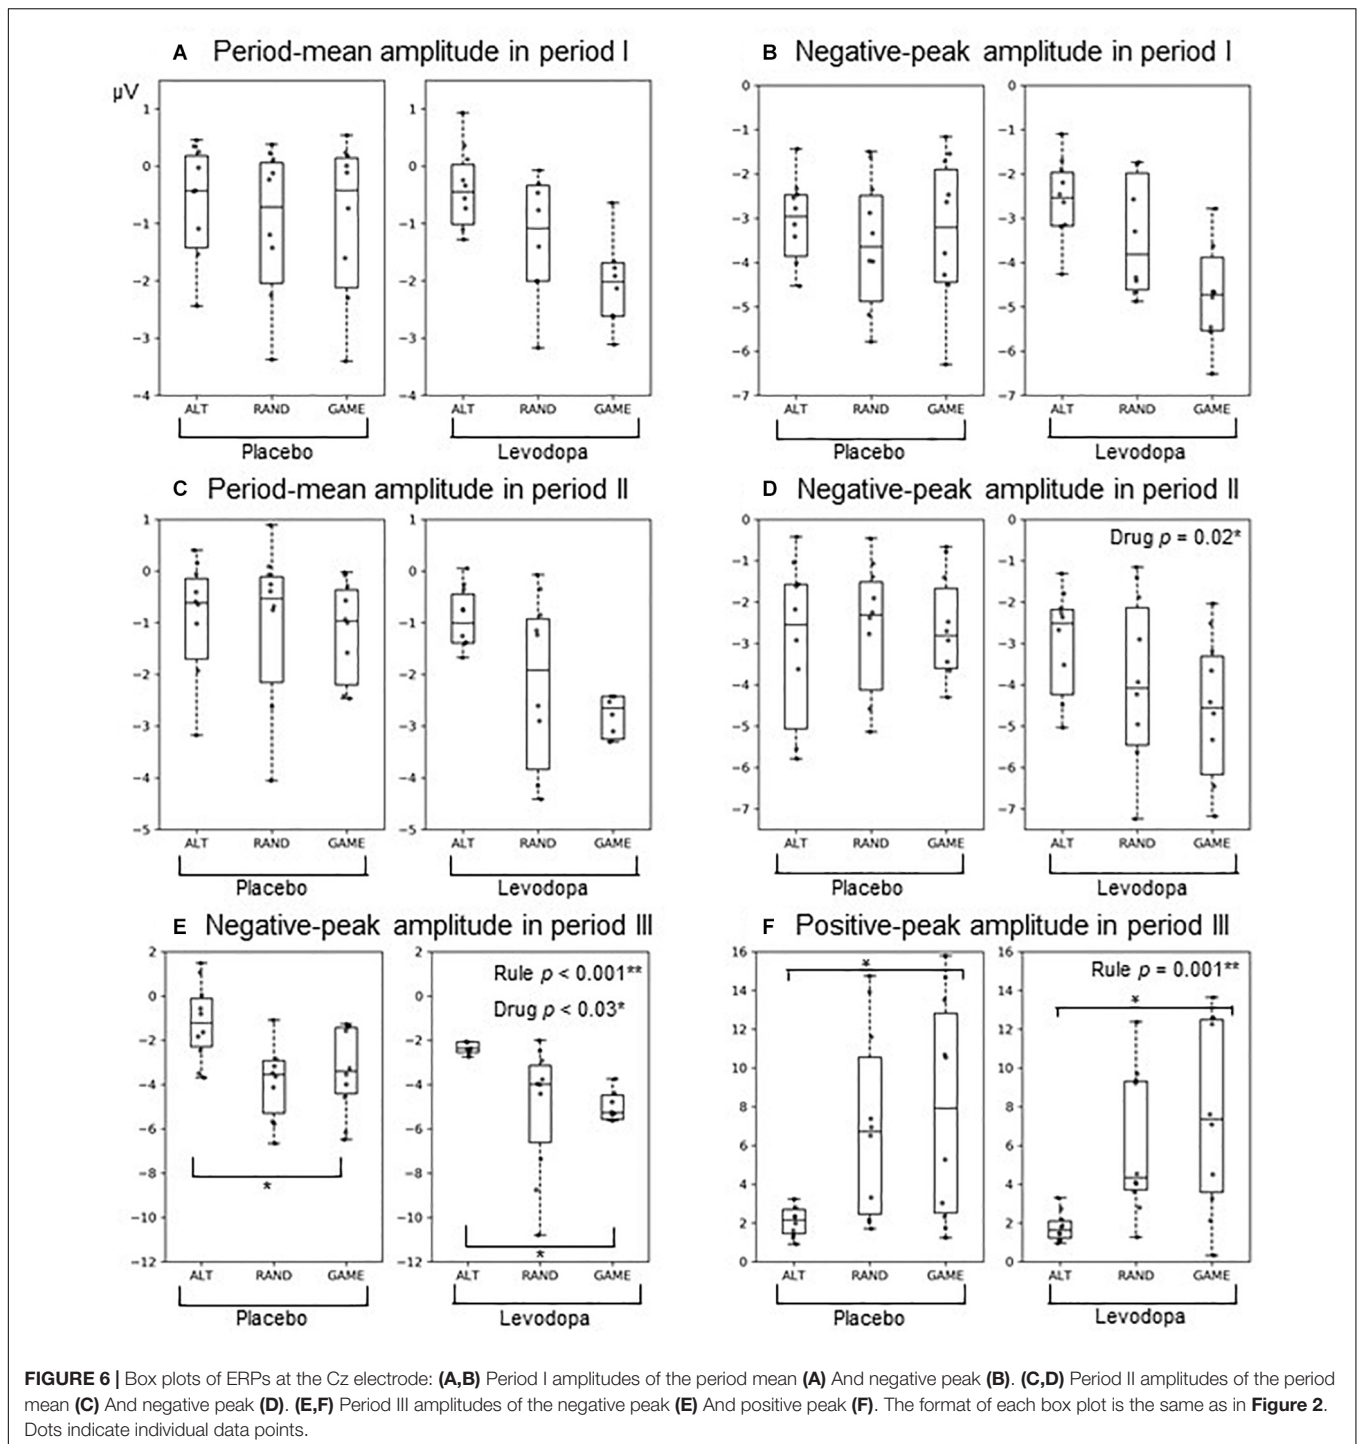 A Period-mean amplitude in period I
μV
1
0
−1
−2
−3
−4
ALT RAND GAME
Placebo
1
0
−1
−2
−3
−4
ALT RAND GAME
Levodopa
B Negative-peak amplitude in period I
0
−1
−2
−3
−4
−5
−6
−7
ALT RAND GAME
Placebo
0
−1
−2
−3
−4
−5
−6
−7
ALT RAND GAME
Levodopa
C Period-mean amplitude in period II
1
0
−1
−2
−3
−4
−5
ALT RAND GAME
Placebo
1
0
−1
−2
−3
−4
−5
ALT RAND GAME
Levodopa
D Negative-peak amplitude in period II
0
−1
−2
−3
−4
−5
−6
−7
ALT RAND GAME
Placebo
Drug p = 0.02*
0
−1
−2
−3
−4
−5
−6
−7
ALT RAND GAME
Levodopa
E Negative-peak amplitude in period III
2
0
−2
−4
−6
−8
−10
−12
*
ALT RAND GAME
Placebo
Rule p < 0.001**
Drug p < 0.03*
2
0
−2
−4
−6
−8
−10
−12
*
ALT RAND GAME
Levodopa
F Positive-peak amplitude in period III
16
14
12
10
8
6
4
2
0
*
ALT RAND GAME
Placebo
Rule p = 0.001**
16
14
12
10
8
6
4
2
0
*
ALT RAND GAME
Levodopa
FIGURE 6 | Box plots of ERPs at the Cz electrode: (A,B) Period I amplitudes of the period mean (A) And negative peak (B). (C,D) Period II amplitudes of the period
mean (C) And negative peak (D). (E,F) Period III amplitudes of the negative peak (E) And positive peak (F). The format of each box plot is the same as in Figure 2.
Dots indicate individual data points.